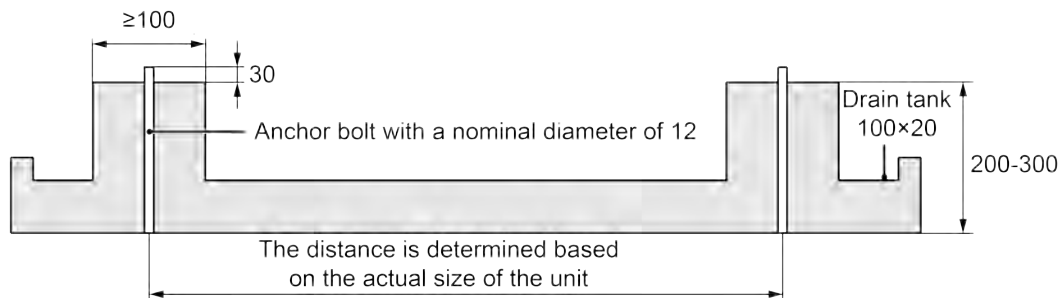 ≥100
30
Anchor bolt with a nominal diameter of 12
Drain tank
100×20
200-300
The distance is determined based
on the actual size of the unit